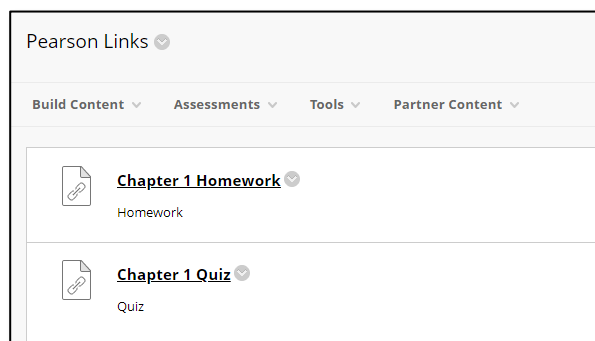 Pearson Links
Build Content Assessments Tools Partner Content
Chapter 1 Homework
Homework
Chapter 1 Quiz
Quiz